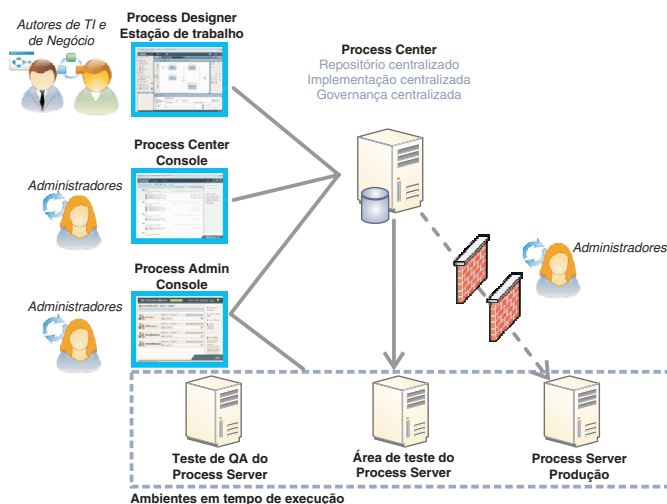 Autores de TI e
de Negócio
Process Designer
Estação de trabalho
Process Center
Repositório centralizado
Implementação centralizada
Governança centralizada
Process Center
Console
Administradores
Administradores
Process Admin
Console
Administradores
Teste de QA do
Process Server
Área de teste do
Process Server
Process Server
Produção
Ambientes em tempo de execução